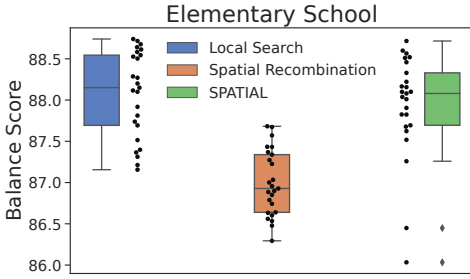 Elementary School
Balance Score
88.5
88.0
87.5
87.0
86.5
86.0
Local Search
Spatial Recombination
SPATIAL